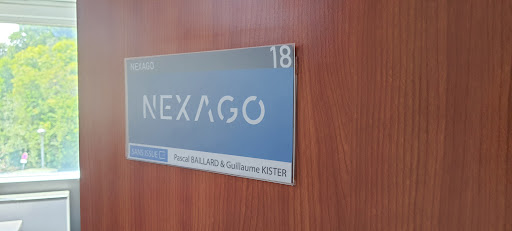 NEXAGO 18
NEXAGO
Pascal BAILLARD & Guillaume KISTER